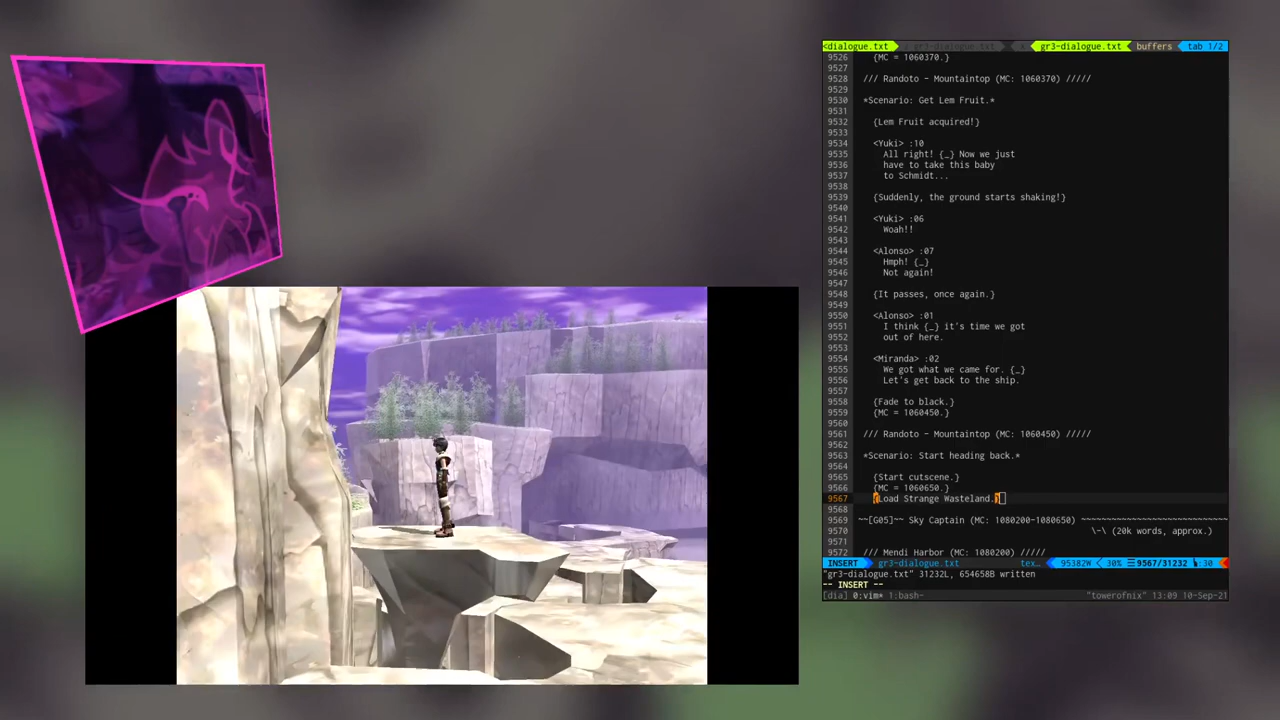 <dialogue.txt gr3-dialogue.txt gr3-dialogue.txt buffers tab 1/2
9526 {MC = 1060370.}
9527
9528 /// Randoto - Mountaintop (MC: 1060370) /////
9529
9530 *Scenario: Get Lem Fruit.*
9531
9532 {Lem Fruit acquired!}
9533
9534 <Yuki> :10
9535 All right! {_} Now we just
9536 have to take this baby
9537 to Schmidt...
9538
9539 {Suddenly, the ground starts shaking!}
9540
9541 <Yuki> :06
9542 Woah!!
9543
9544 <Alonso> :07
9545 Hmph! {_}
9546 Not again!
9547
9548 {It passes, once again.}
9549
9550 <Alonso> :01
9551 I think {_} it's time we got
9552 out of here.
9553
9554 <Miranda> :02
9555 We got what we came for. {_}
9556 Let's get back to the ship.
9557
9558 {Fade to black.}
9559 {MC = 1060450.}
9560
9561 /// Randoto - Mountaintop (MC: 1060450) /////
9562
9563 *Scenario: Start heading back.*
9564
9565 {Start cutscene.}
9566 {MC = 1060650.}
9567 {Load Strange Wasteland.}
9568
9569 ~~[G05]~~ Sky Captain (MC: 1080200-1080650) ~~~~~~~~~~~~~~~~~~~~~~~~~~~~~
9570 \~\ (20k words, approx.)
9571
9572 /// Mendi Harbor (MC: 1080200) /////
INSERT gr3-dialogue.txt tex… 95382W < 30% ☰ 9567/31232 :30
"gr3-dialogue.txt" 31232L, 654658B written
-- INSERT --
[dia] 0:vim* 1:bash- "towerofnix" 13:09 10-Sep-21